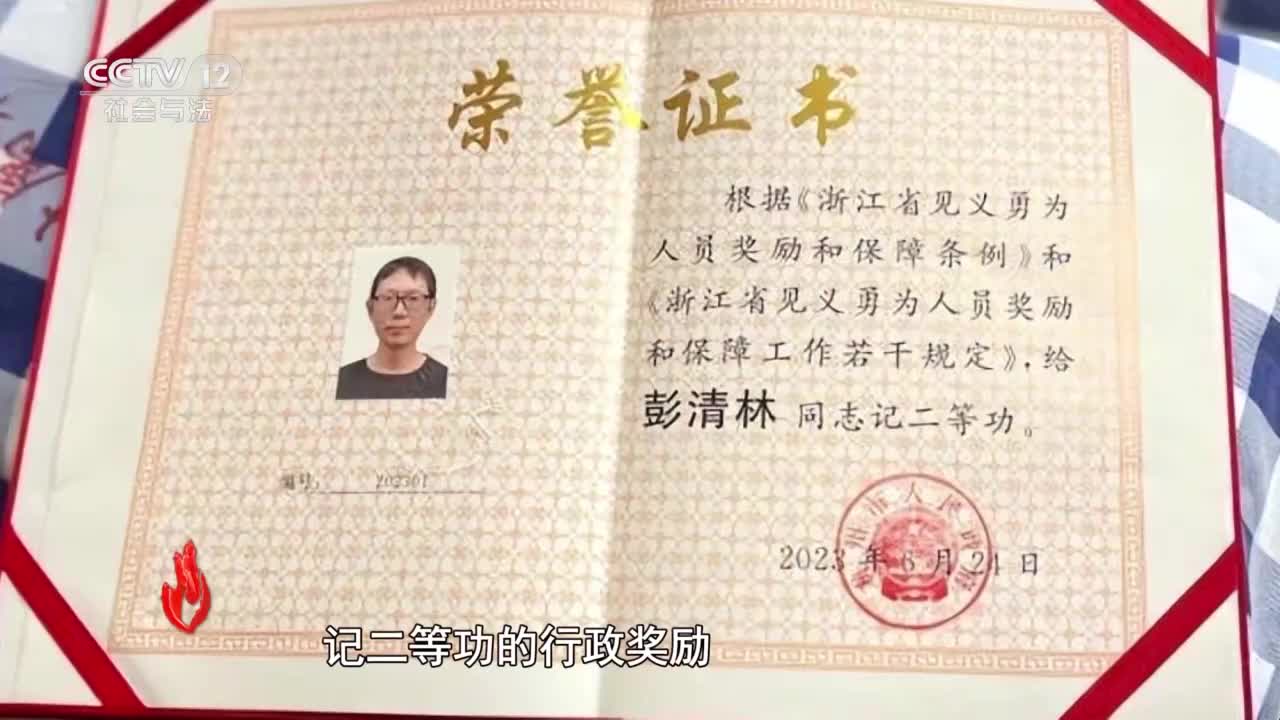 CCTV 12
社会与法
荣誉证书
根据《浙江省见义勇为
人员奖励和保障条例》和
《浙江省见义勇为人员奖励
和保障工作若干规定》,给
彭清林 同志记二等功。
编号: Y02301
州市人民政府
2023 年 6 月 24 日
记二等功的行政奖励